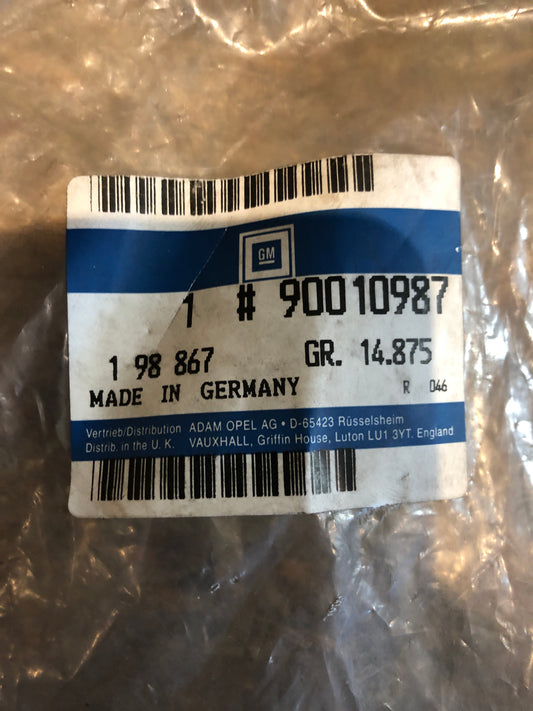 GM
1 # 90010987
1 98 867 GR. 14.875
MADE IN GERMANY R 046
Vertrieb/Distribution ADAM OPEL AG • D-65423 Rüsselsheim
Distrib. in the U. K. VAUXHALL, Griffin House, Luton LU1 3YT. England